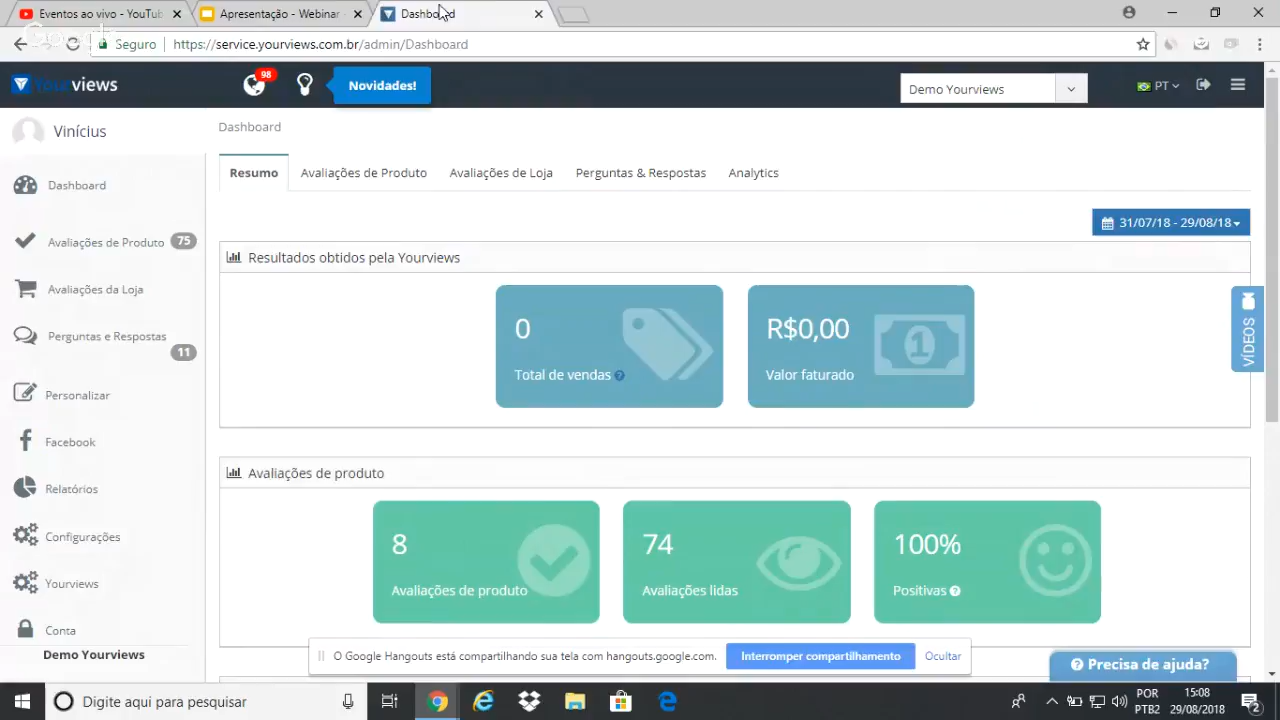 Eventos ao vivo - YouTub
Apresentação - Webinar
Dashboard
Seguro
https://service.yourviews.com.br/admin/Dashboard
Yourviews
98
Novidades!
Demo Yourviews
PT
Vinícius
Dashboard
Resumo
Avaliações de Produto
Avaliações de Loja
Perguntas & Respostas
Analytics
Dashboard
Avaliações de Produto 75
Avaliações da Loja
Perguntas e Respostas
11
Personalizar
Facebook
Relatórios
Configurações
Yourviews
Conta
Demo Yourviews
31/07/18 - 29/08/18
Resultados obtidos pela Yourviews
0
Total de vendas
R$0,00
Valor faturado
1
VÍDEOS
Avaliações de produto
8
Avaliações de produto
74
Avaliações lidas
100%
Positivas
O Google Hangouts está compartilhando sua tela com hangouts.google.com.
Interromper compartilhamento
Ocultar
Precisa de ajuda?
Digite aqui para pesquisar
POR
PTB2
15:08
29/08/2018
2